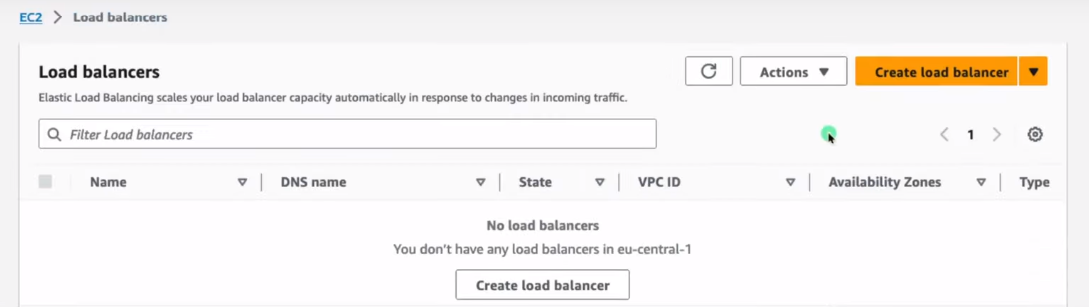 EC2 > Load balancers
Load balancers
Actions
Create load balancer
Elastic Load Balancing scales your load balancer capacity automatically in response to changes in incoming traffic.
Filter Load balancers
1
Name DNS name State VPC ID Availability Zones Type
No load balancers
You don't have any load balancers in eu-central-1
Create load balancer